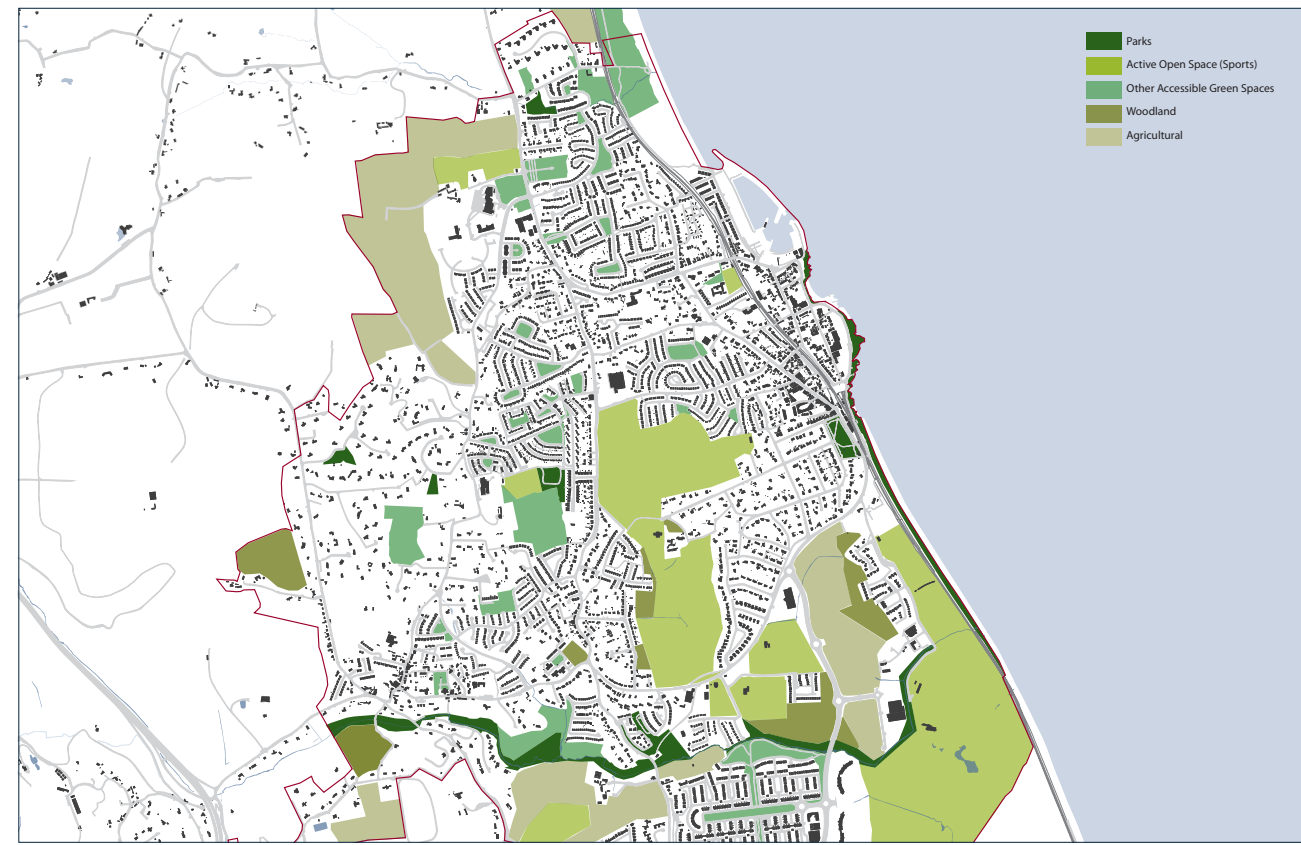 Parks
Active Open Space (Sports)
Other Accessible Green Spaces
Woodland
Agricultural